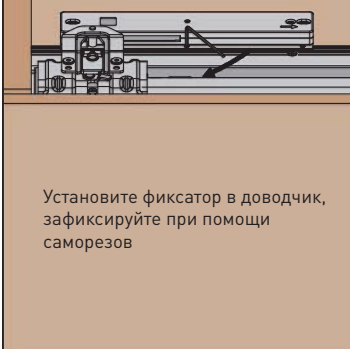 Установите фиксатор в доводчик,
зафиксируйте при помощи
саморезов